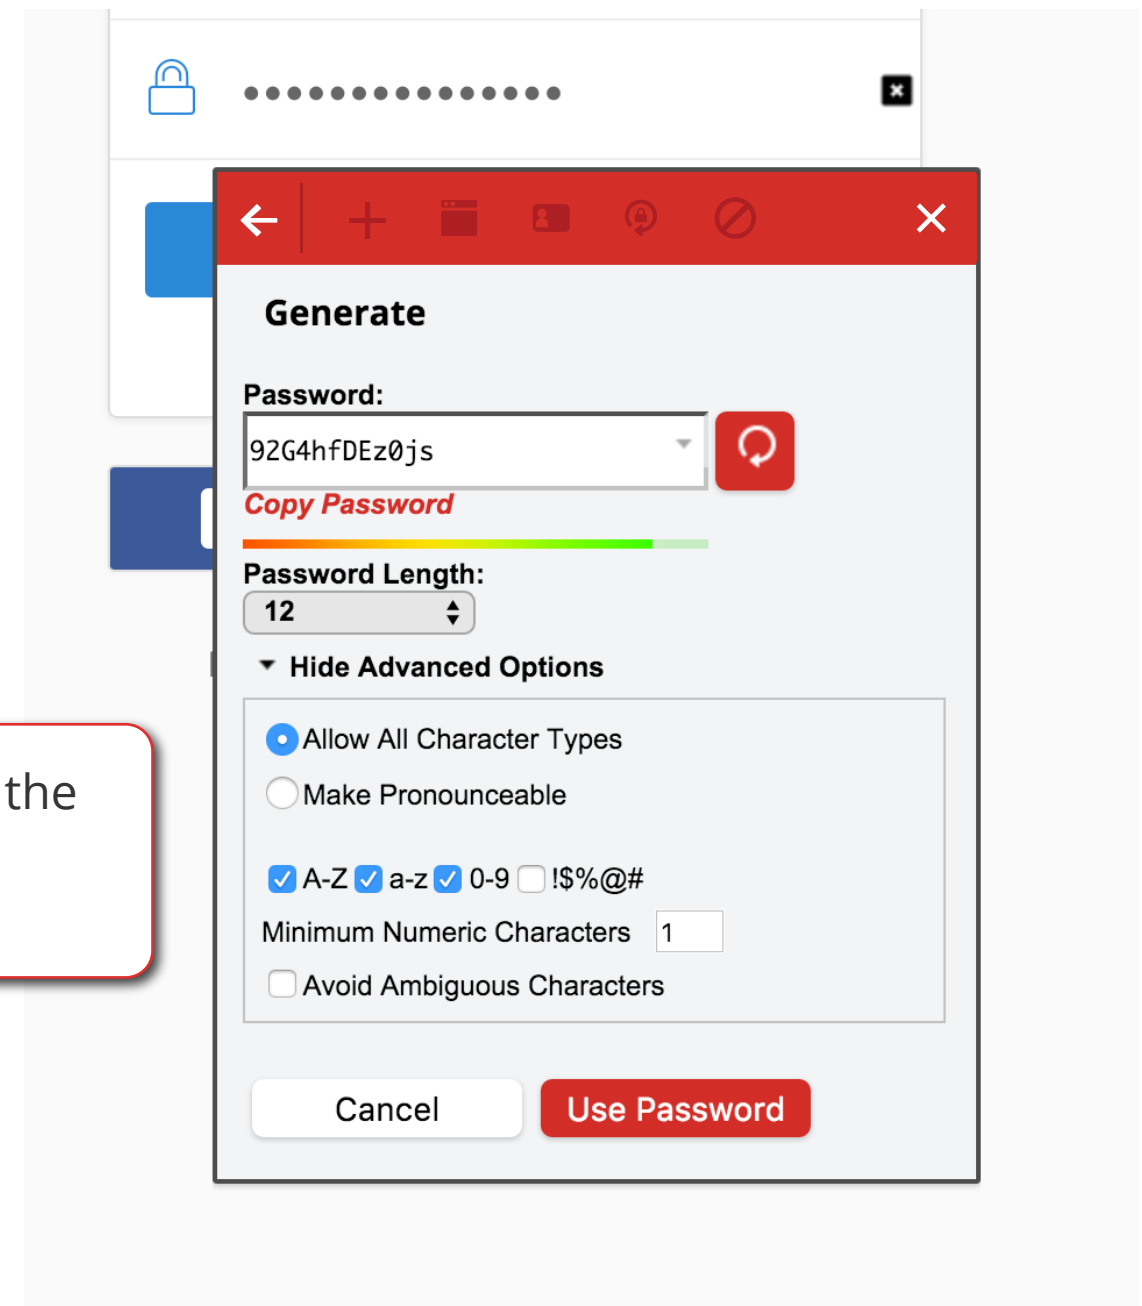 Generate
Password:
92G4hfDEz0js
Copy Password
Password Length:
12
Hide Advanced Options
Allow All Character Types
Make Pronounceable
A-Z a-z 0-9 !$%@#
Minimum Numeric Characters 1
Avoid Ambiguous Characters
Cancel Use Password
the